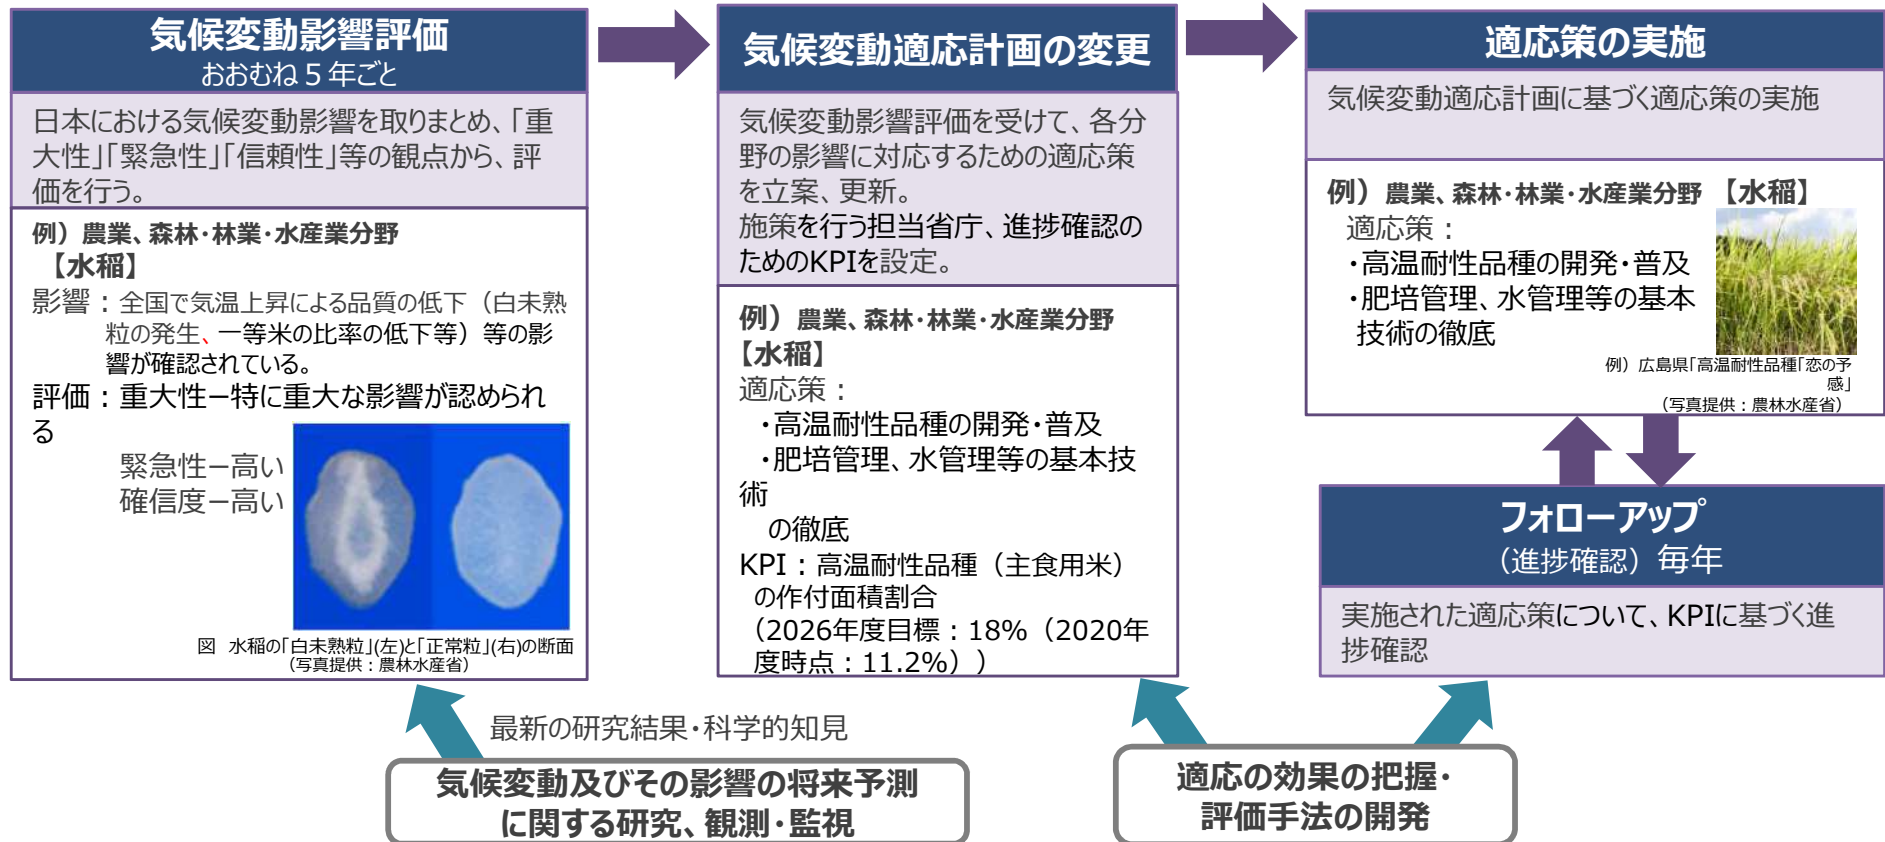 気候変動影響評価
おおむね５年ごと
日本における気候変動影響を取りまとめ、「重
大性」「緊急性」「信頼性」等の観点から、評
価を行う。
例）農業、森林・林業・水産業分野
【水稲】
影響：全国で気温上昇による品質の低下（白未熟
粒の発生、一等米の比率の低下等）等の影
響が確認されている。
評価：重大性－特に重大な影響が認められ
る
緊急性－高い
確信度－高い
図　水稲の「白未熟粒」(左)と「正常粒」(右)の断面
（写真提供：農林水産省）
気候変動適応計画の変更
気候変動影響評価を受けて、各分
野の影響に対応するための適応策
を立案、更新。
施策を行う担当省庁、進捗確認の
ためのKPIを設定。
例）農業、森林・林業・水産業分野
【水稲】
適応策：
・高温耐性品種の開発・普及
・肥培管理、水管理等の基本技
術
の徹底
KPI：高温耐性品種（主食用米）
の作付面積割合
（2026年度目標：18%（2020年
度時点：11.2%））
適応策の実施
気候変動適応計画に基づく適応策の実施
例）農業、森林・林業・水産業分野　【水稲】
適応策：
・高温耐性品種の開発・普及
・肥培管理、水管理等の基本
技術の徹底
例）広島県「高温耐性品種「恋の予
感」
（写真提供：農林水産省）
フォローアップ
（進捗確認）毎年
実施された適応策について、KPIに基づく進
捗確認
最新の研究結果・科学的知見
気候変動及びその影響の将来予測
に関する研究、観測・監視
適応の効果の把握・
評価手法の開発